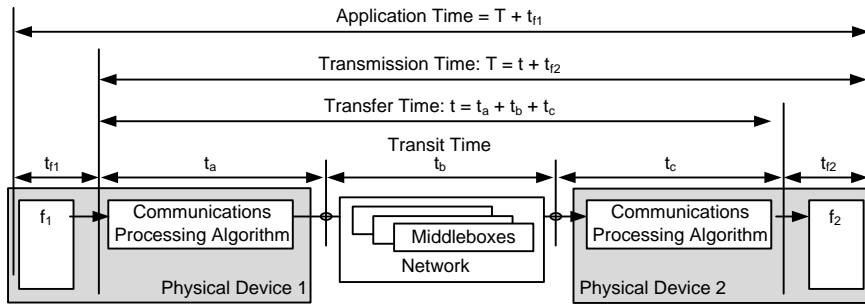 Application Time = T + tf1
Transmission Time: T = t + tf2
Transfer Time: t = ta + tb + tc
Transit Time
tf1
ta
tb
tc
tf2
f1
Communications
Processing Algorithm
Middleboxes
Network
Communications
Processing Algorithm
f2
Physical Device 1
Physical Device 2